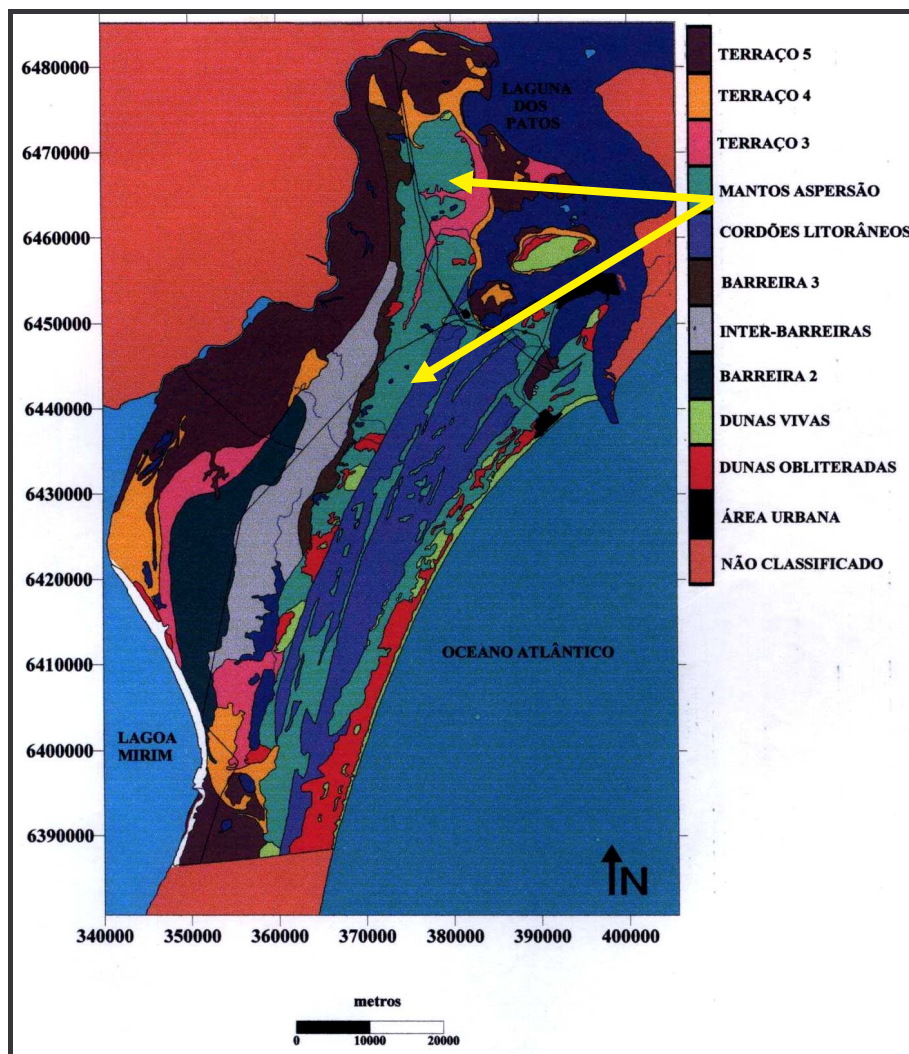 6480000
6470000
6460000
6450000
6440000
6430000
6420000
6410000
6400000
6390000
340000
350000
360000
370000
380000
390000
400000
LAGUNA
DOS
PATOS
OCEANO ATLÂNTICO
LAGOA
MIRIM
N
TERRAÇO 5
TERRAÇO 4
TERRAÇO 3
MANTOS ASPERSÃO
CORDÕES LITORÂNEOS
BARREIRA 3
INTER-BARREIRAS
BARREIRA 2
DUNAS VIVAS
DUNAS OBLITERADAS
ÁREA URBANA
NÃO CLASSIFICADO
metros
0 10000 20000